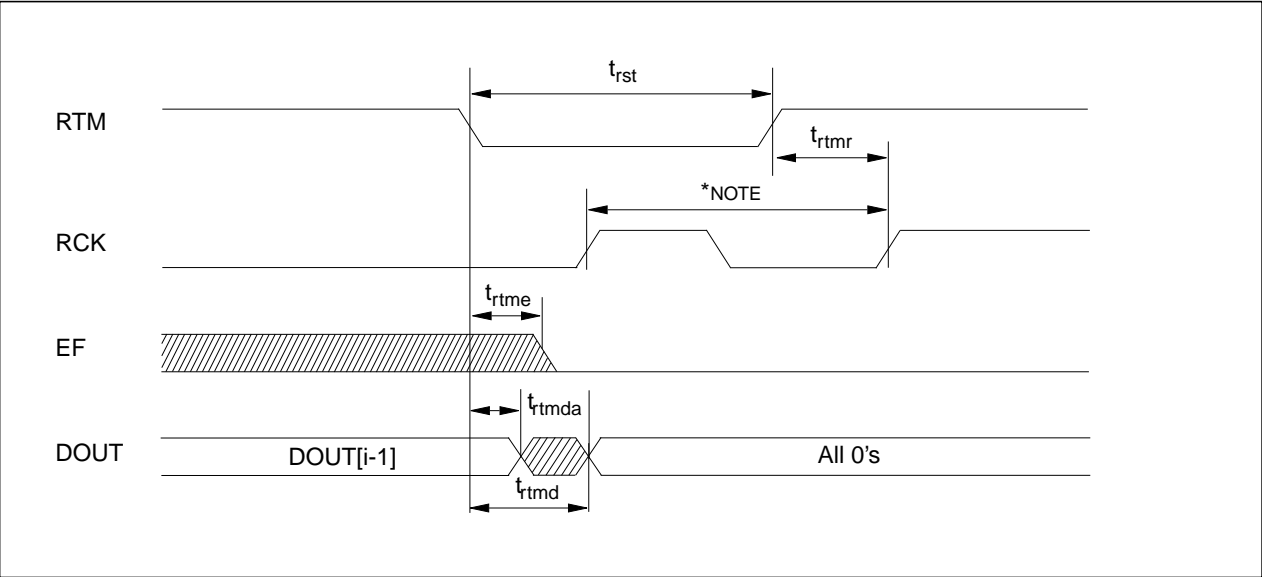 t_rst
RTM
t_rtmr
*NOTE
RCK
t_rtme
EF
t_rtmda
DOUT DOUT[i-1] All 0's
t_rtmd